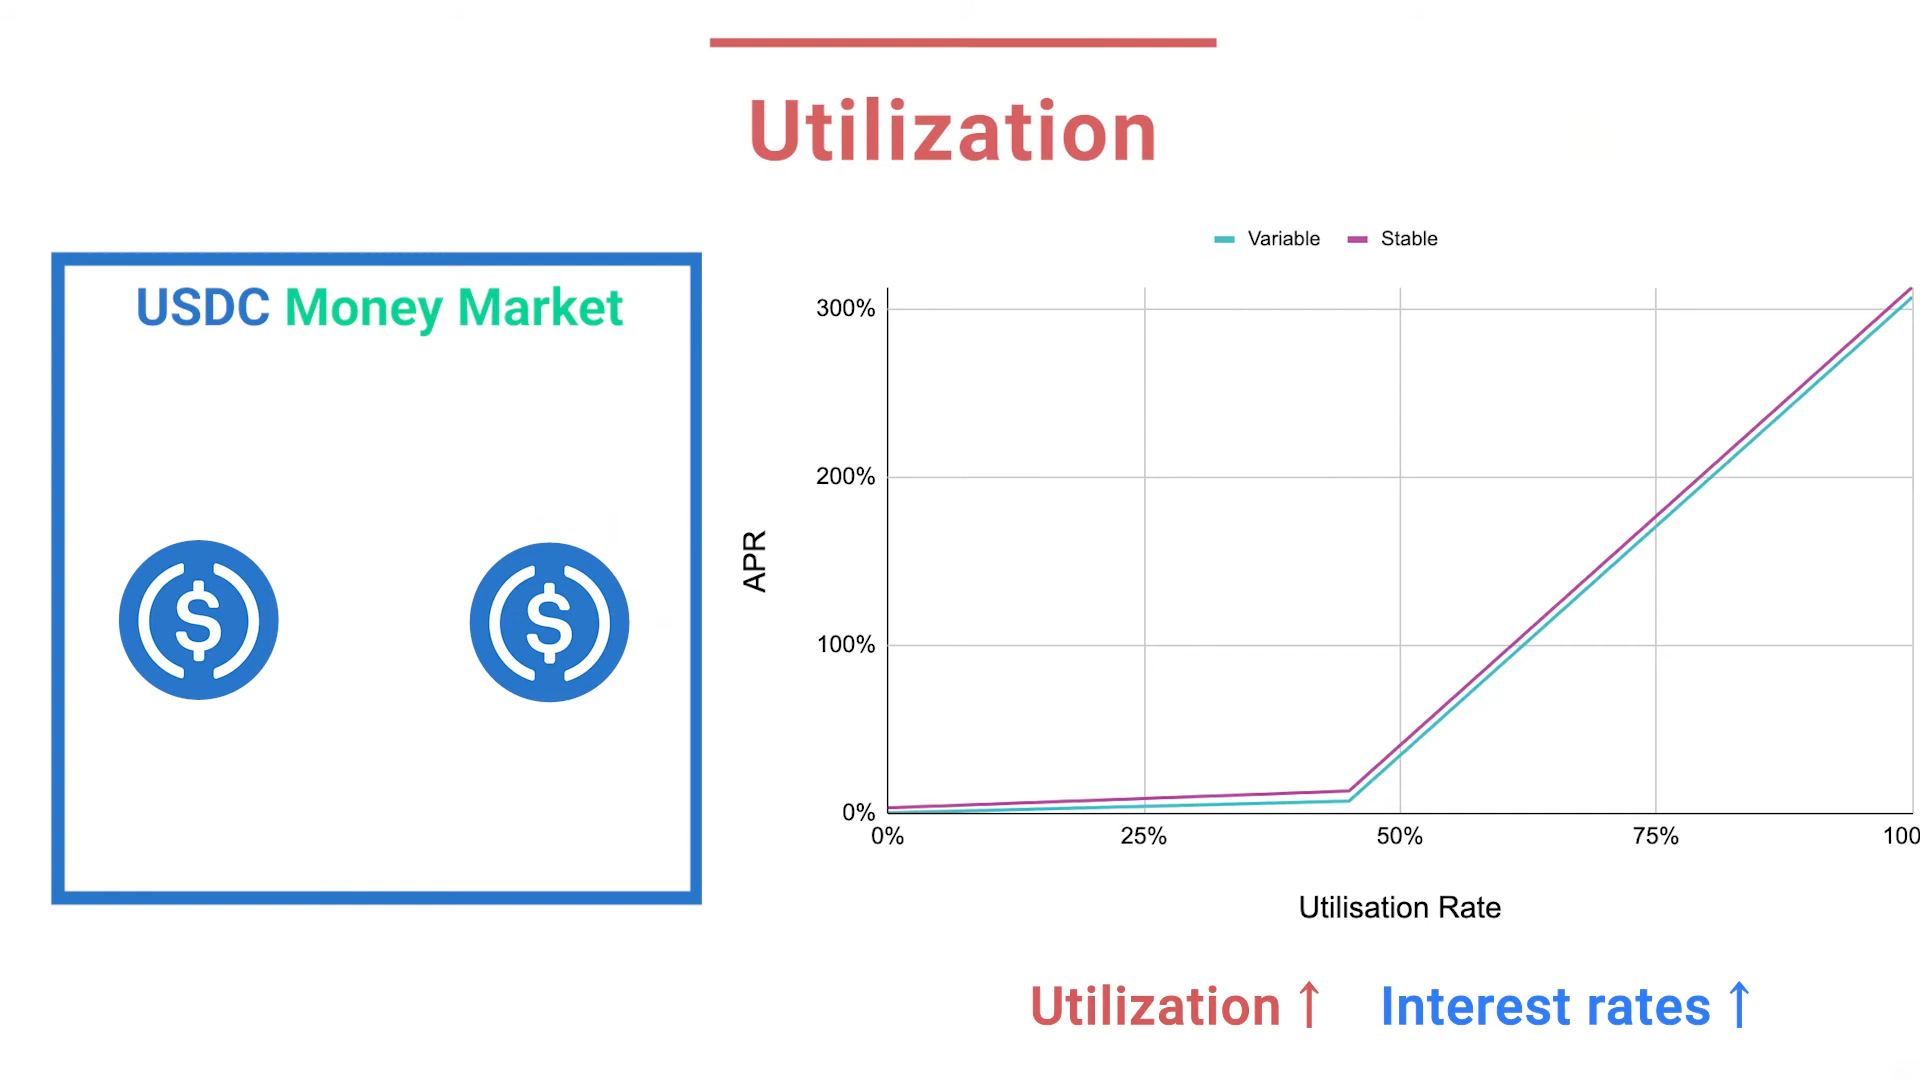 Utilization
USDC Money Market
$
$
Variable
Stable
300%
200%
100%
0%
APR
0%
25%
50%
75%
100
Utilisation Rate
Utilization ↑
Interest rates ↑